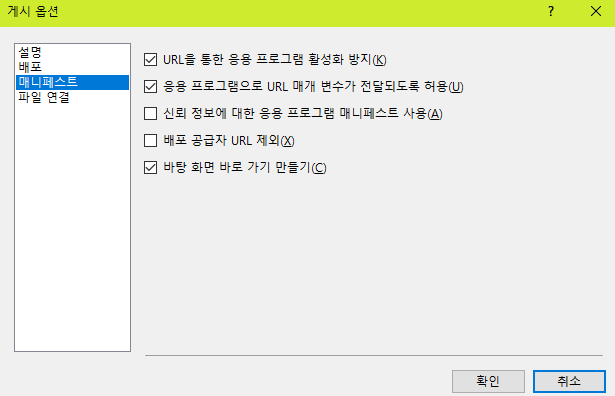 게시 옵션
?
설명
배포
매니페스트
파일 연결
URL을 통한 응용 프로그램 활성화 방지(K)
응용 프로그램으로 URL 매개 변수가 전달되도록 허용(U)
신뢰 정보에 대한 응용 프로그램 매니페스트 사용(A)
배포 공급자 URL 제외(X)
바탕 화면 바로 가기 만들기(C)
확인
취소